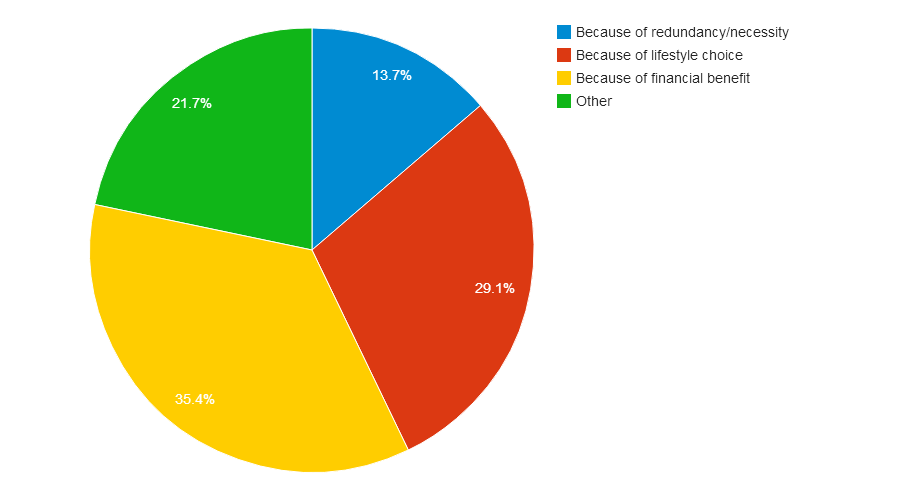 Because of redundancy/necessity
Because of lifestyle choice
Because of financial benefit
Other
13.7%
21.7%
29.1%
35.4%